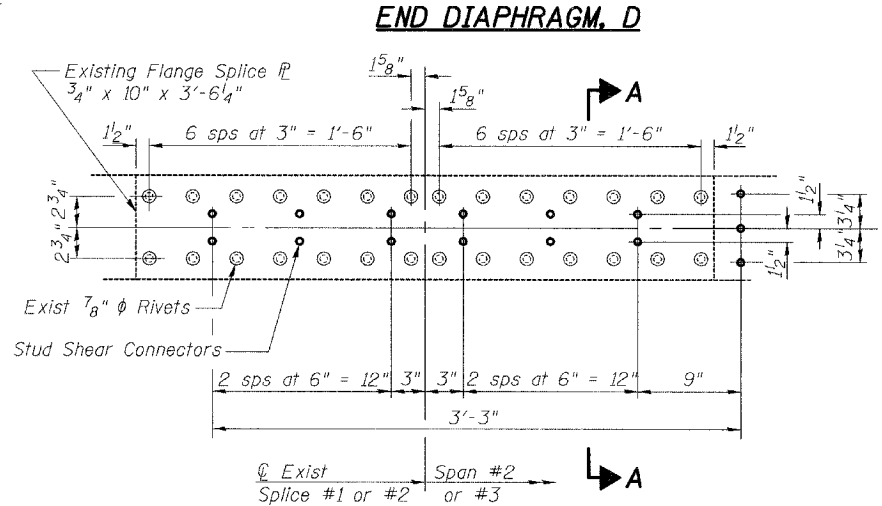 END DIAPHRAGM, D
Existing Flange Splice ℄
3/4" x 10" x 3'-6 1/4"
1 5/8"
1 5/8"
A
1 1/2"
6 sps at 3" = 1'-6"
6 sps at 3" = 1'-6"
1 1/2"
2 3/4"
2 3/4"
1 1/2"
3 1/4"
3 1/4"
1 1/2"
Exist 7/8" ϕ Rivets
Stud Shear Connectors
2 sps at 6" = 12"
3"
3"
2 sps at 6" = 12"
9"
3'-3"
℄ Exist
Splice #1 or #2
Span #2
or #3
A